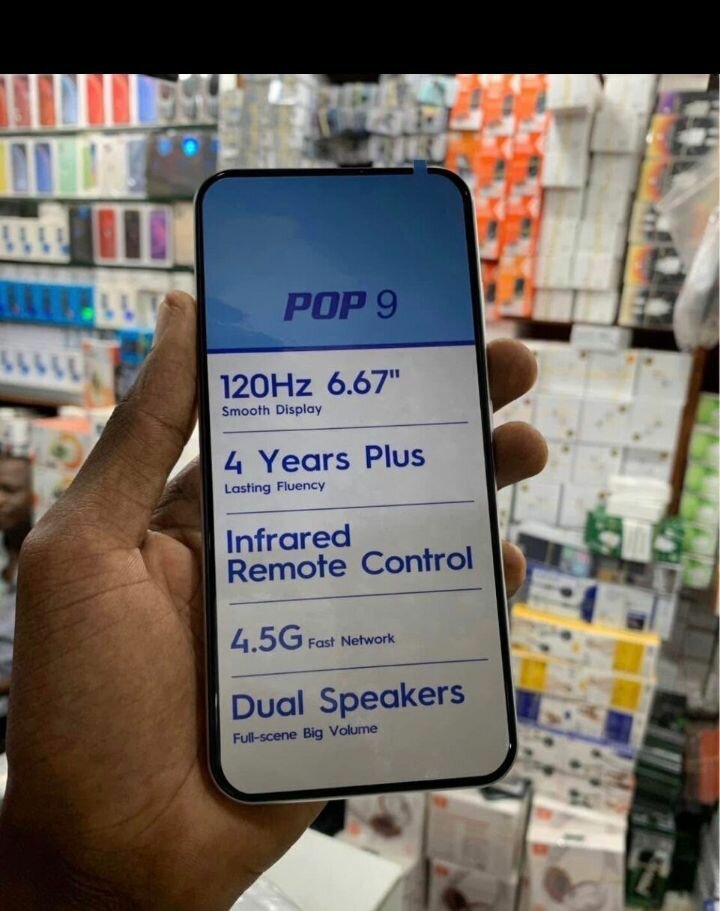 POP 9
120Hz 6.67"
Smooth Display
4 Years Plus
Lasting Fluency
Infrared
Remote Control
4.5G Fast Network
Dual Speakers
Full-scene Big Volume